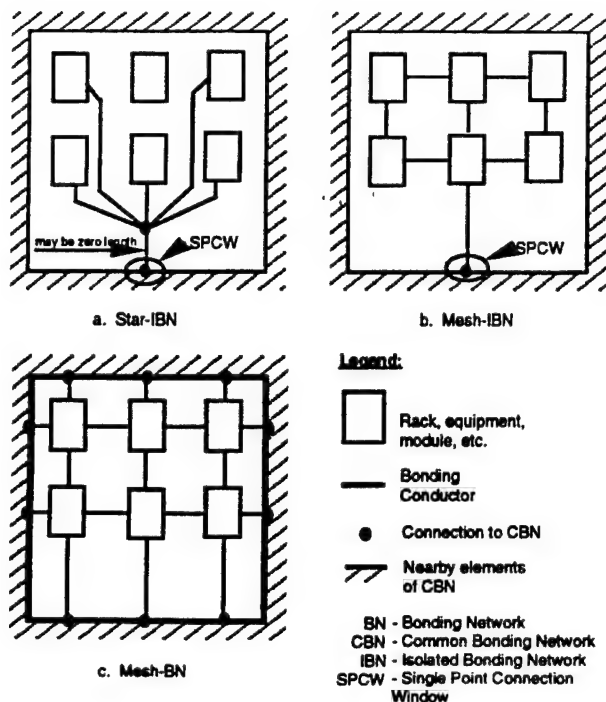 may be zero length
SPCW
a. Star-IBN
SPCW
b. Mesh-IBN
c. Mesh-BN
Legend:
Rack, equipment,
module, etc.
Bonding
Conductor
Connection to CBN
Nearby elements
of CBN
BN - Bonding Network
CBN - Common Bonding Network
IBN - Isolated Bonding Network
SPCW - Single Point Connection
Window